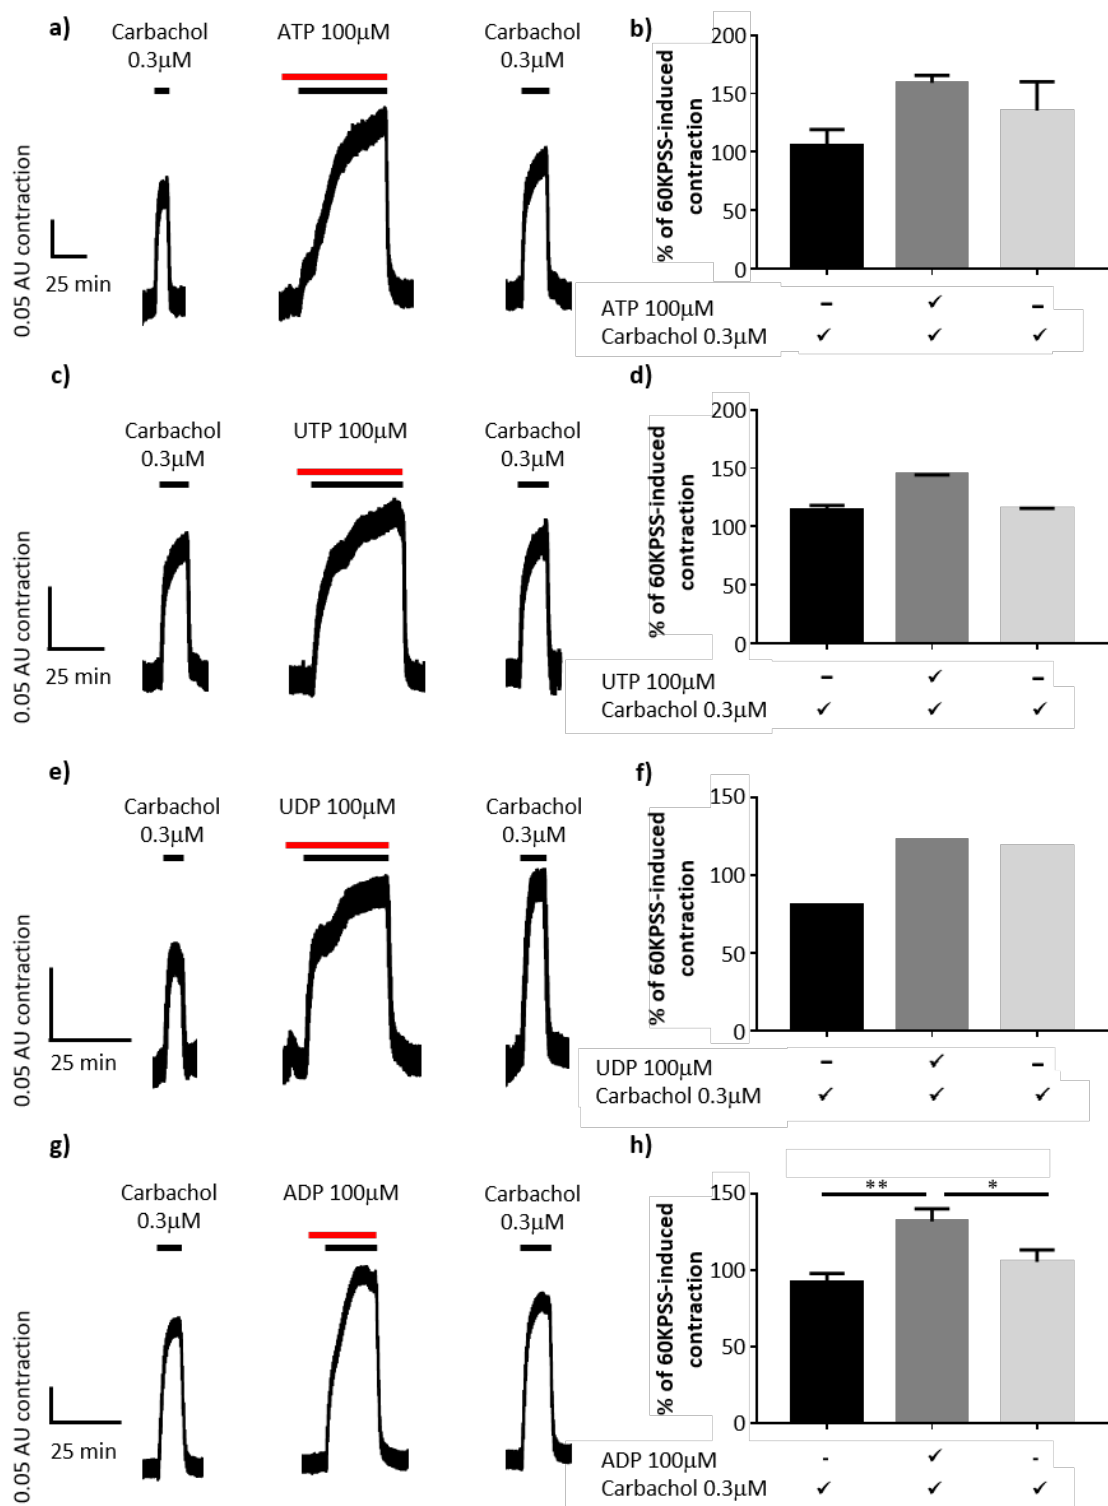 a)
Carbachol
0.3μM
ATP 100μM
Carbachol
0.3μM
0.05 AU contraction
25 min
b)
% of 60KPSS-induced
contraction
200
150
100
50
0
ATP 100μM – ✓ –
Carbachol 0.3μM ✓ ✓ ✓
c)
Carbachol
0.3μM
UTP 100μM
Carbachol
0.3μM
0.05 AU contraction
25 min
d)
% of 60KPSS-induced
contraction
200
150
100
50
0
UTP 100μM – ✓ –
Carbachol 0.3μM ✓ ✓ ✓
e)
Carbachol
0.3μM
UDP 100μM
Carbachol
0.3μM
0.05 AU contraction
25 min
f)
% of 60KPSS-induced
contraction
150
100
50
0
UDP 100μM – ✓ –
Carbachol 0.3μM ✓ ✓ ✓
g)
Carbachol
0.3μM
ADP 100μM
Carbachol
0.3μM
0.05 AU contraction
25 min
h)
% of 60KPSS-induced
contraction
150
100
50
0
** *
ADP 100μM - ✓ -
Carbachol 0.3μM ✓ ✓ ✓